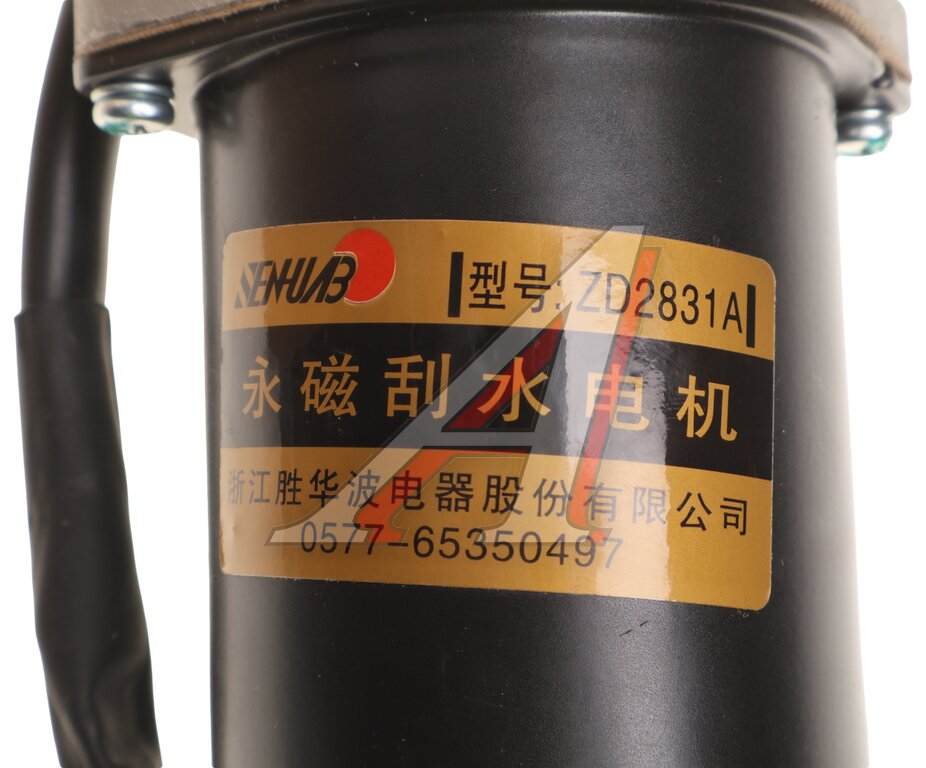 SENHUAB
型号: ZD2831A
永磁刮水电机
浙江胜华波电器股份有限公司
0577-65350497